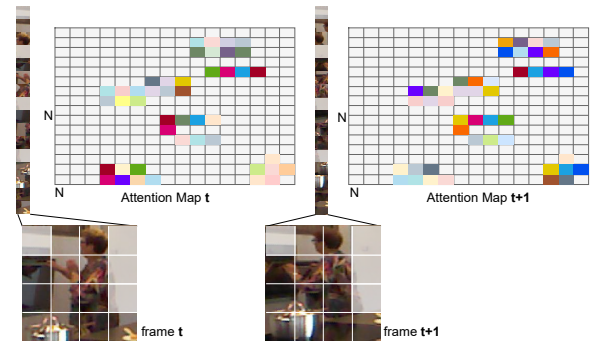 N
N
N
N
Attention Map t
Attention Map t+1
frame t
frame t+1